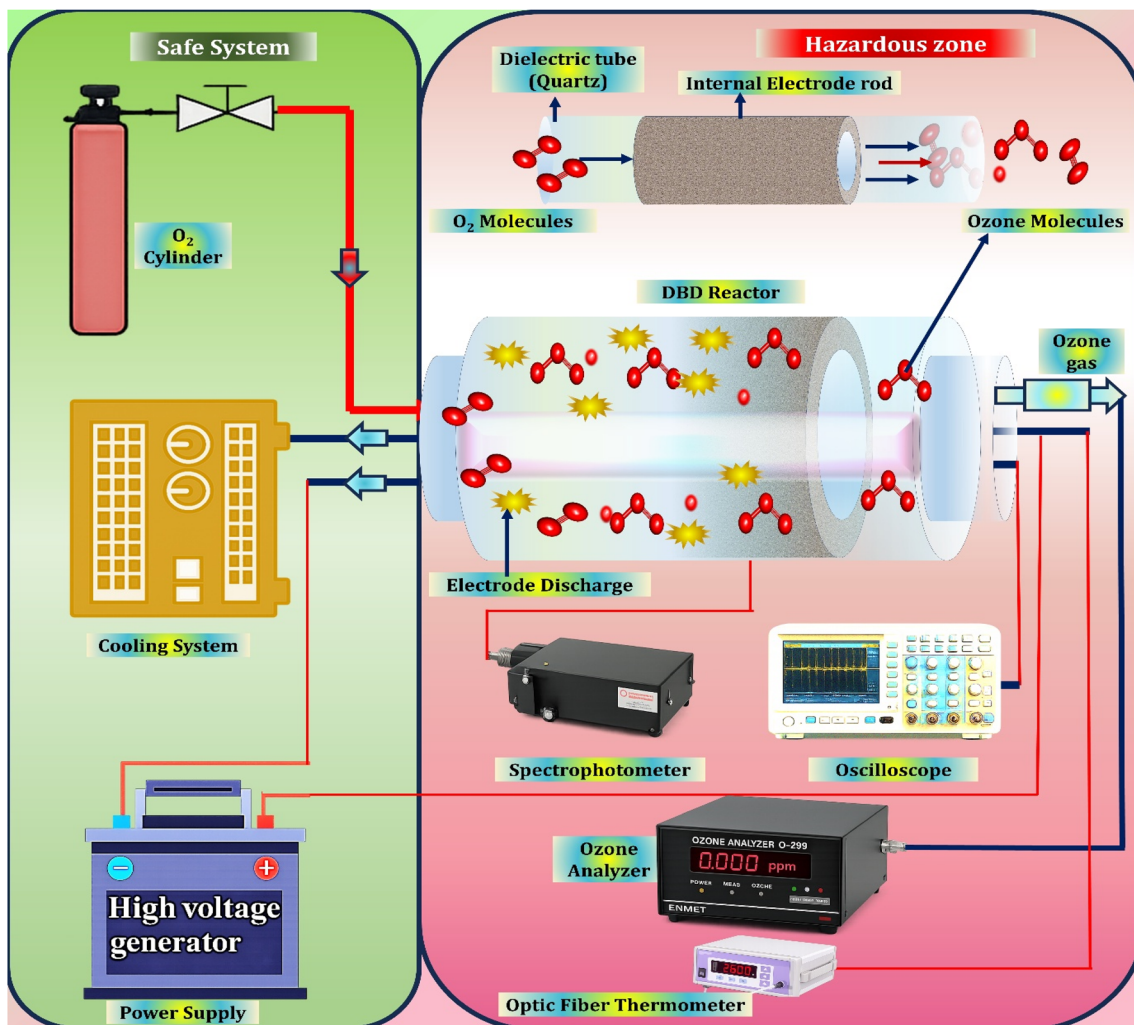 Safe System
O₂
Cylinder
Cooling System
High voltage
generator
Power Supply
Hazardous zone
Dielectric tube
(Quartz)
Internal Electrode rod
O₂ Molecules
Ozone Molecules
DBD Reactor
Ozone
gas
Electrode Discharge
Spectrophotometer
Oscilloscope
Ozone
Analyzer
OZONE ANALYZER O-299
0.000 ppm
POWER MEAS OZCHE
ENMET
2600
Optic Fiber Thermometer